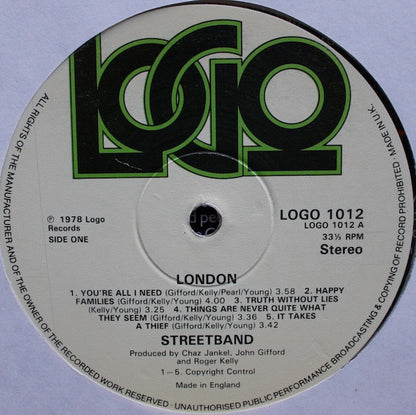 LOGO
ALL RIGHTS OF THE MANUFACTURER AND OF THE OWNER OF THE RECORDED WORK RESERVED · UNAUTHORISED PUBLIC PERFORMANCE BROADCASTING & COPYING OF RECORD PROHIBITED · MADE IN U.K.
℗ 1978 Logo
Records
SIDE ONE
LOGO 1012
LOGO 1012 A
33⅓ RPM
Stereo
LONDON
1. YOU'RE ALL I NEED (Gifford/Kelly/Pearl/Young) 3.58 2. HAPPY
FAMILIES (Gifford/Kelly/Young) 4.00 3. TRUTH WITHOUT LIES
(Kelly/Young) 3.25 4. THINGS ARE NEVER QUITE WHAT
THEY SEEM (Gifford/Kelly/Young) 3.36 5. IT TAKES
A THIEF (Gifford/Kelly/Young) 3.42
STREETBAND
Produced by Chaz Jankel, John Gifford
and Roger Kelly
1—5. Copyright Control
Made in England